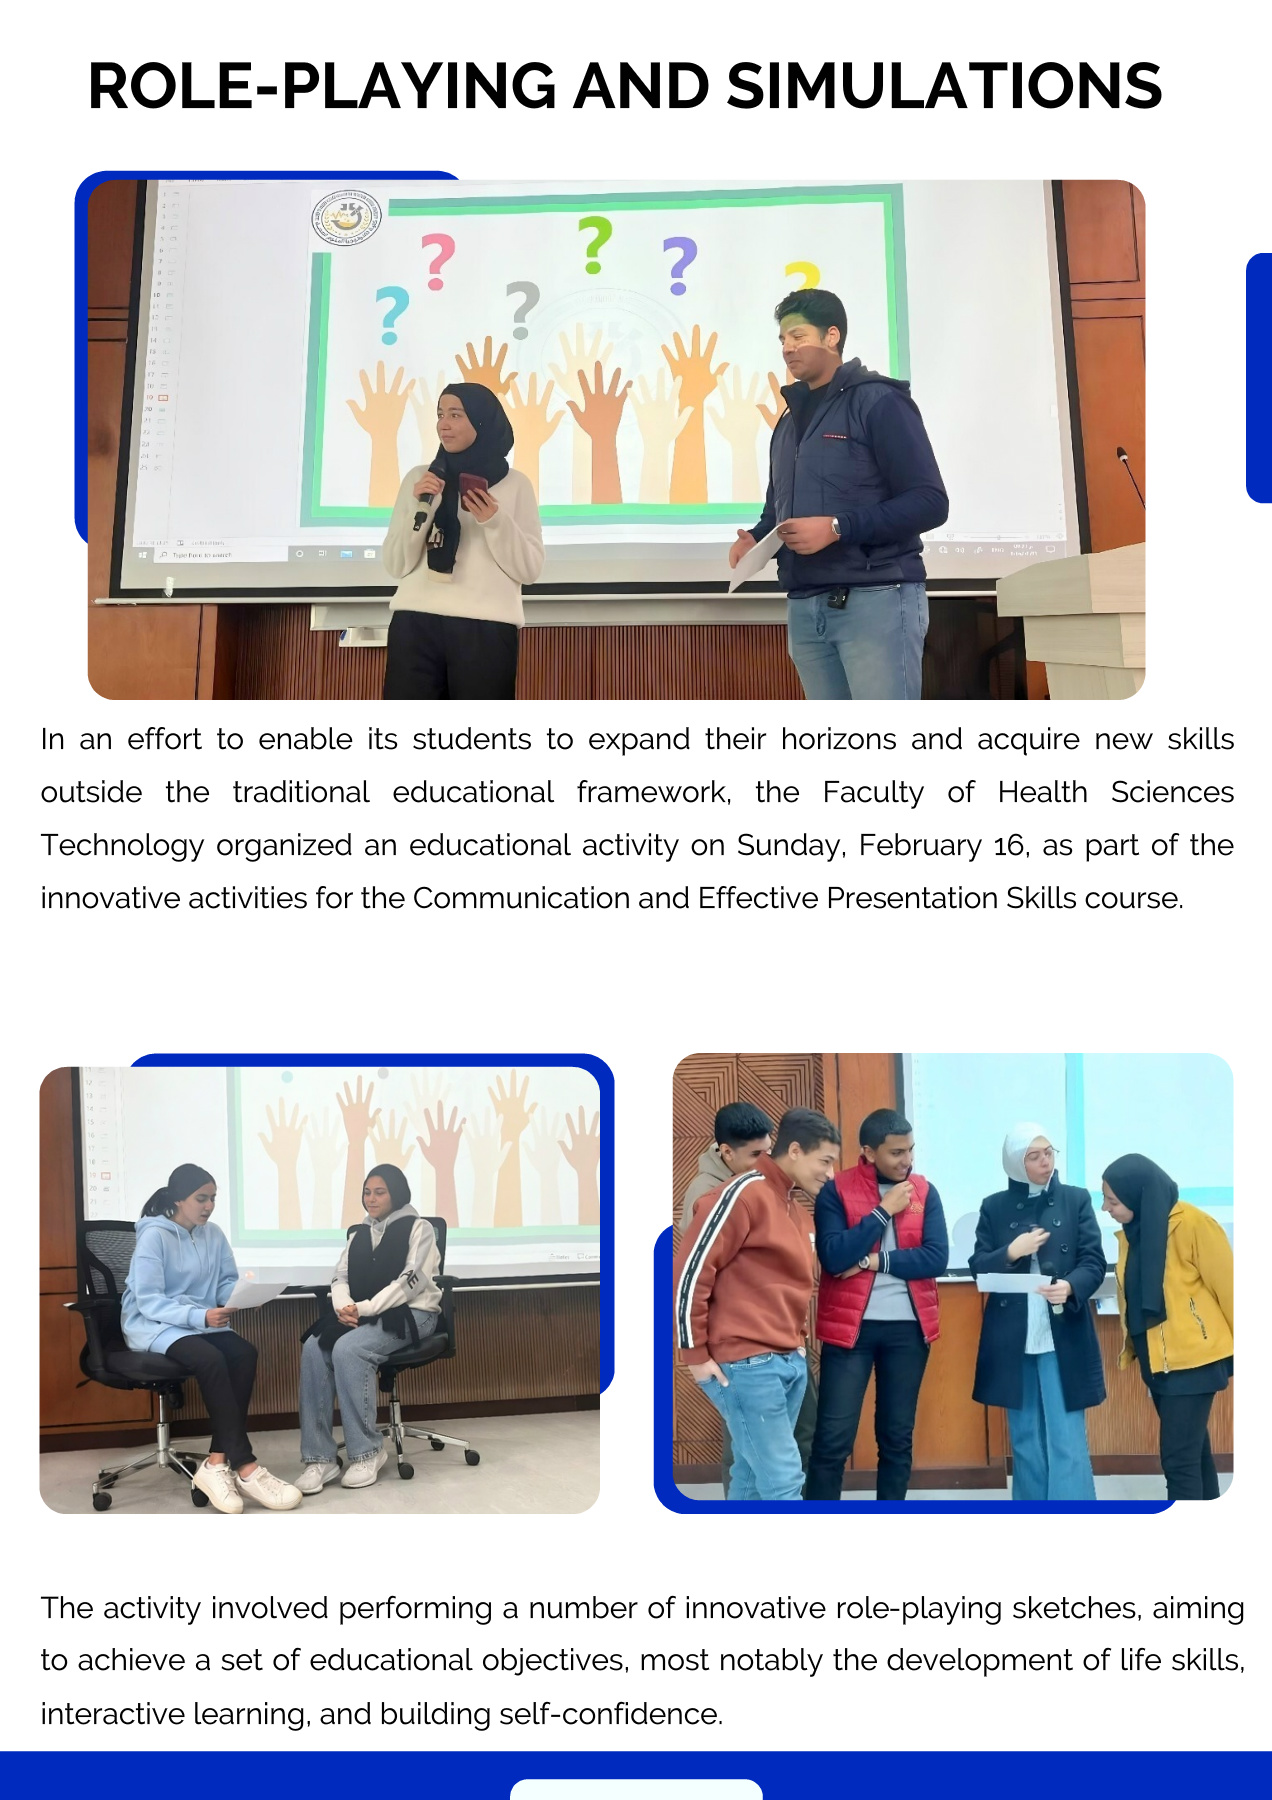 ROLE-PLAYING AND SIMULATIONS
? ? ? ? ? ?
Type here to search
In an effort to enable its students to expand their horizons and acquire new skills
outside the traditional educational framework, the Faculty of Health Sciences
Technology organized an educational activity on Sunday, February 16, as part of the
innovative activities for the Communication and Effective Presentation Skills course.
The activity involved performing a number of innovative role-playing sketches, aiming
to achieve a set of educational objectives, most notably the development of life skills,
interactive learning, and building self-confidence.